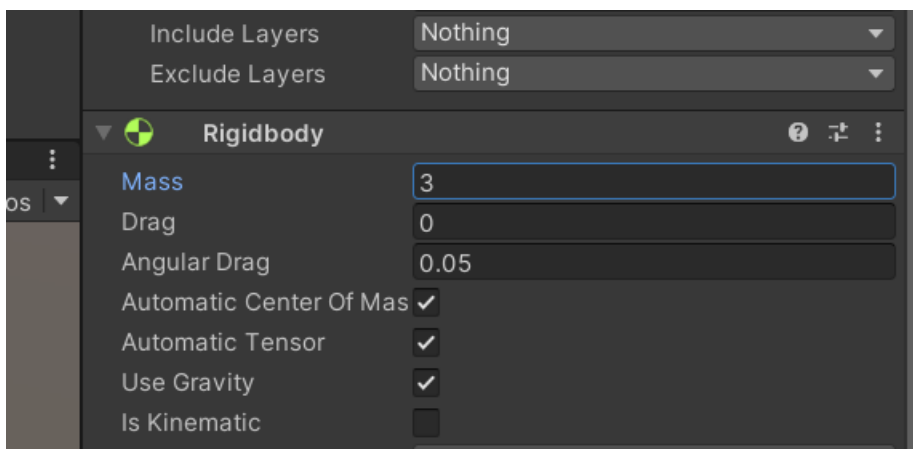 Include Layers Nothing
Exclude Layers Nothing
Rigidbody
Mass 3
os
Drag 0
Angular Drag 0.05
Automatic Center Of Mas
Automatic Tensor
Use Gravity
Is Kinematic